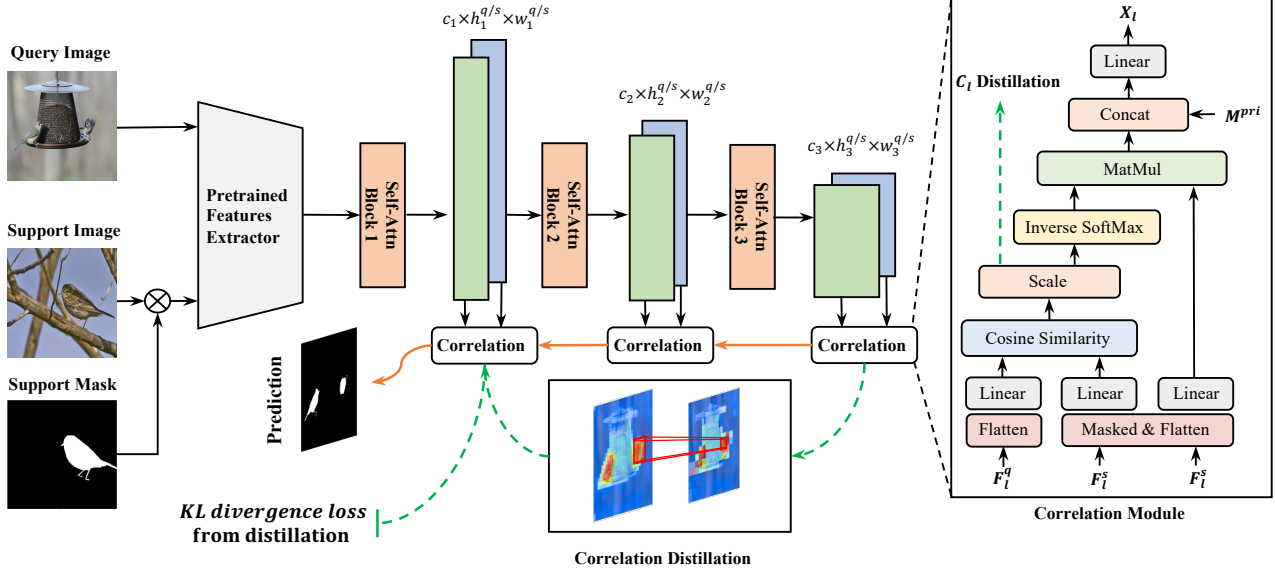 Query Image
Support Image
Support Mask
Pretrained
Features
Extractor
Self-Attn
Block 1
c₁×h₁^{q/s}×w₁^{q/s}
Self-Attn
Block 2
c₂×h₂^{q/s}×w₂^{q/s}
Self-Attn
Block 3
c₃×h₃^{q/s}×w₃^{q/s}
Correlation
Correlation
Correlation
Prediction
KL divergence loss
from distillation
Correlation Distillation
X_l
Linear
C_l Distillation
Concat
M^{pri}
MatMul
Inverse SoftMax
Scale
Cosine Similarity
Linear
Linear
Linear
Flatten
Masked & Flatten
F_l^q
F_l^s
F_l^s
Correlation Module